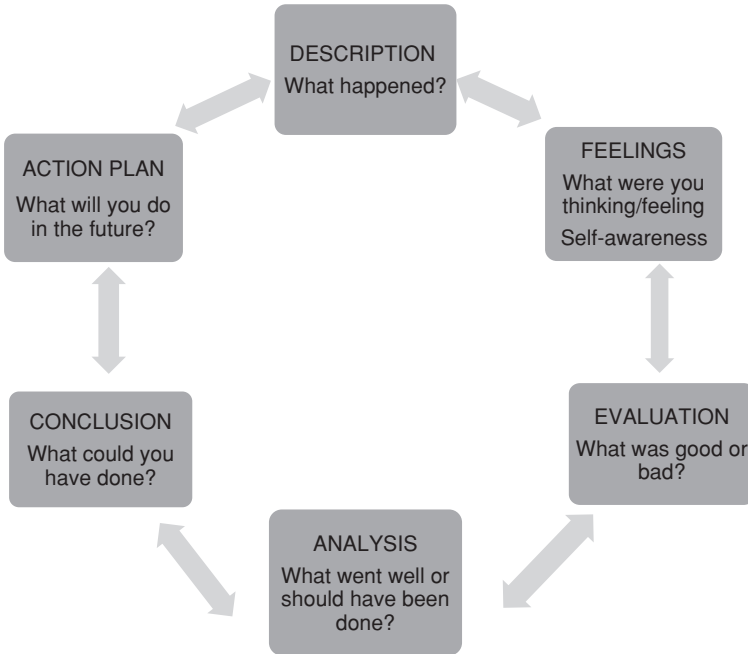 DESCRIPTION
What happened?
FEELINGS
What were you
thinking/feeling
Self-awareness
EVALUATION
What was good or
bad?
ANALYSIS
What went well or
should have been
done?
CONCLUSION
What could you
have done?
ACTION PLAN
What will you do
in the future?